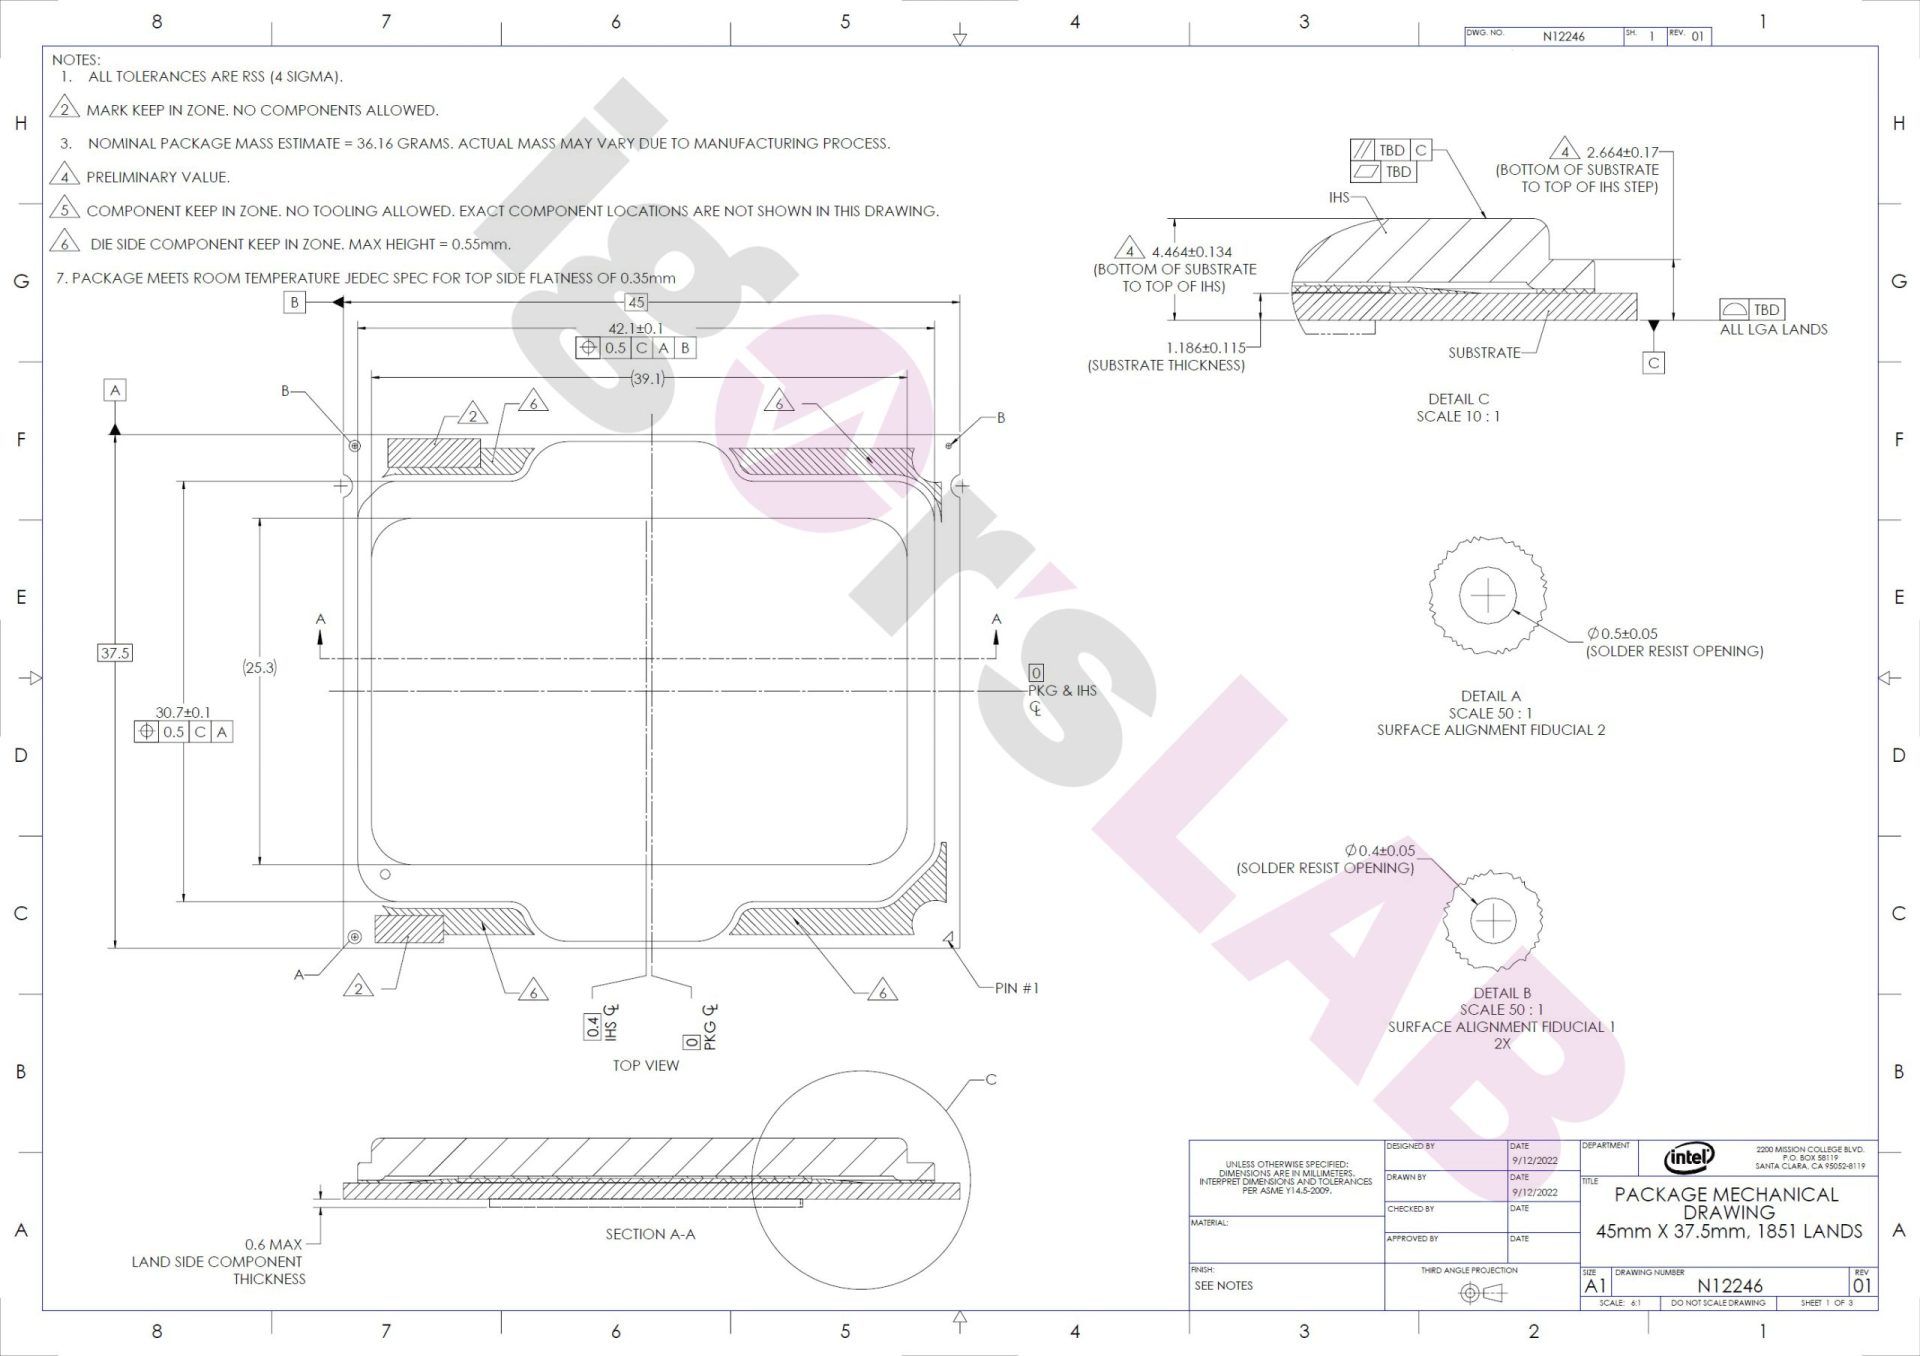 8 7 6 5 4 3 1
DWG. NO. N12246 SH. 1 REV. 01
NOTES:
1. ALL TOLERANCES ARE RSS (4 SIGMA).
2 MARK KEEP IN ZONE. NO COMPONENTS ALLOWED.
3. NOMINAL PACKAGE MASS ESTIMATE = 36.16 GRAMS. ACTUAL MASS MAY VARY DUE TO MANUFACTURING PROCESS.
4 PRELIMINARY VALUE.
5 COMPONENT KEEP IN ZONE. NO TOOLING ALLOWED. EXACT COMPONENT LOCATIONS ARE NOT SHOWN IN THIS DRAWING.
6 DIE SIDE COMPONENT KEEP IN ZONE. MAX HEIGHT = 0.55mm.
7. PACKAGE MEETS ROOM TEMPERATURE JEDEC SPEC FOR TOP SIDE FLATNESS OF 0.35mm
H
G
F
E
D
C
B
A
B
45
42.1±0.1
0.5 C A B
(39.1)
A
B
2
6
6
B
37.5
(25.3)
30.7±0.1
0.5 C A
A
A
0
PKG & IHS
℄
A
2
6
6
PIN #1
0.4
IHS ℄
0
PKG ℄
TOP VIEW
C
0.6 MAX
LAND SIDE COMPONENT
THICKNESS
SECTION A-A
// TBD C
TBD
IHS
4 2.664±0.17
(BOTTOM OF SUBSTRATE
TO TOP OF IHS STEP)
4 4.464±0.134
(BOTTOM OF SUBSTRATE
TO TOP OF IHS)
1.186±0.115
(SUBSTRATE THICKNESS)
SUBSTRATE
C
TBD
ALL LGA LANDS
DETAIL C
SCALE 10 : 1
Ø0.5±0.05
(SOLDER RESIST OPENING)
DETAIL A
SCALE 50 : 1
SURFACE ALIGNMENT FIDUCIAL 2
Ø0.4±0.05
(SOLDER RESIST OPENING)
DETAIL B
SCALE 50 : 1
SURFACE ALIGNMENT FIDUCIAL 1
2X
igor'sLAB
H
G
F
E
D
C
B
A
UNLESS OTHERWISE SPECIFIED:
DIMENSIONS ARE IN MILLIMETERS.
INTERPRET DIMENSIONS AND TOLERANCES
PER ASME Y14.5-2009.
MATERIAL:
FINISH:
SEE NOTES
DESIGNED BY DATE
9/12/2022
DRAWN BY DATE
9/12/2022
CHECKED BY DATE
APPROVED BY DATE
THIRD ANGLE PROJECTION
DEPARTMENT
intel
2200 MISSION COLLEGE BLVD.
P.O. BOX 58119
SANTA CLARA, CA 95052-8119
TITLE
PACKAGE MECHANICAL
DRAWING
45mm X 37.5mm, 1851 LANDS
SIZE A1 DRAWING NUMBER N12246 REV 01
SCALE: 6:1 DO NOT SCALE DRAWING SHEET 1 OF 3
8 7 6 5 4 3 2 1